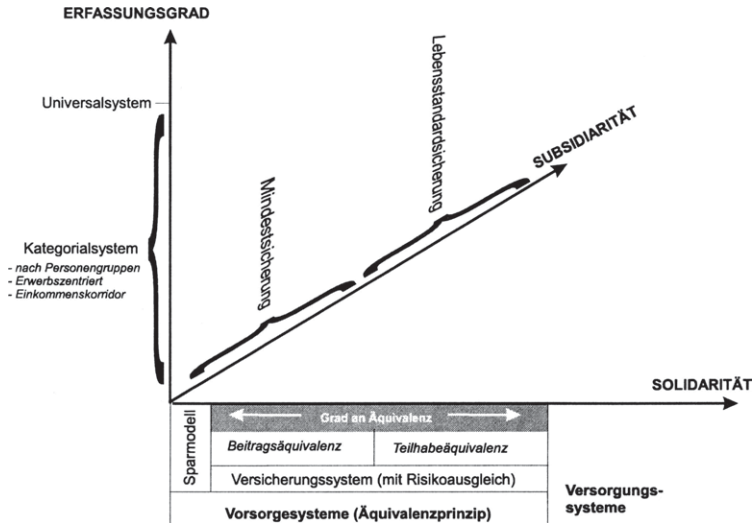 ERFASSUNGSGRAD
Universalsystem
Kategorialsystem
- nach Personengruppen
- Erwerbszentriert
- Einkommenskorridor
Mindestsicherung
Lebensstandardsicherung
SUBSIDIARITÄT
SOLIDARITÄT
Sparmodell
Grad an Äquivalenz
Beitragsäquivalenz
Teilhabeäquivalenz
Versicherungssystem (mit Risikoausgleich)
Vorsorgesysteme (Äquivalenzprinzip)
Versorgungs-
systeme